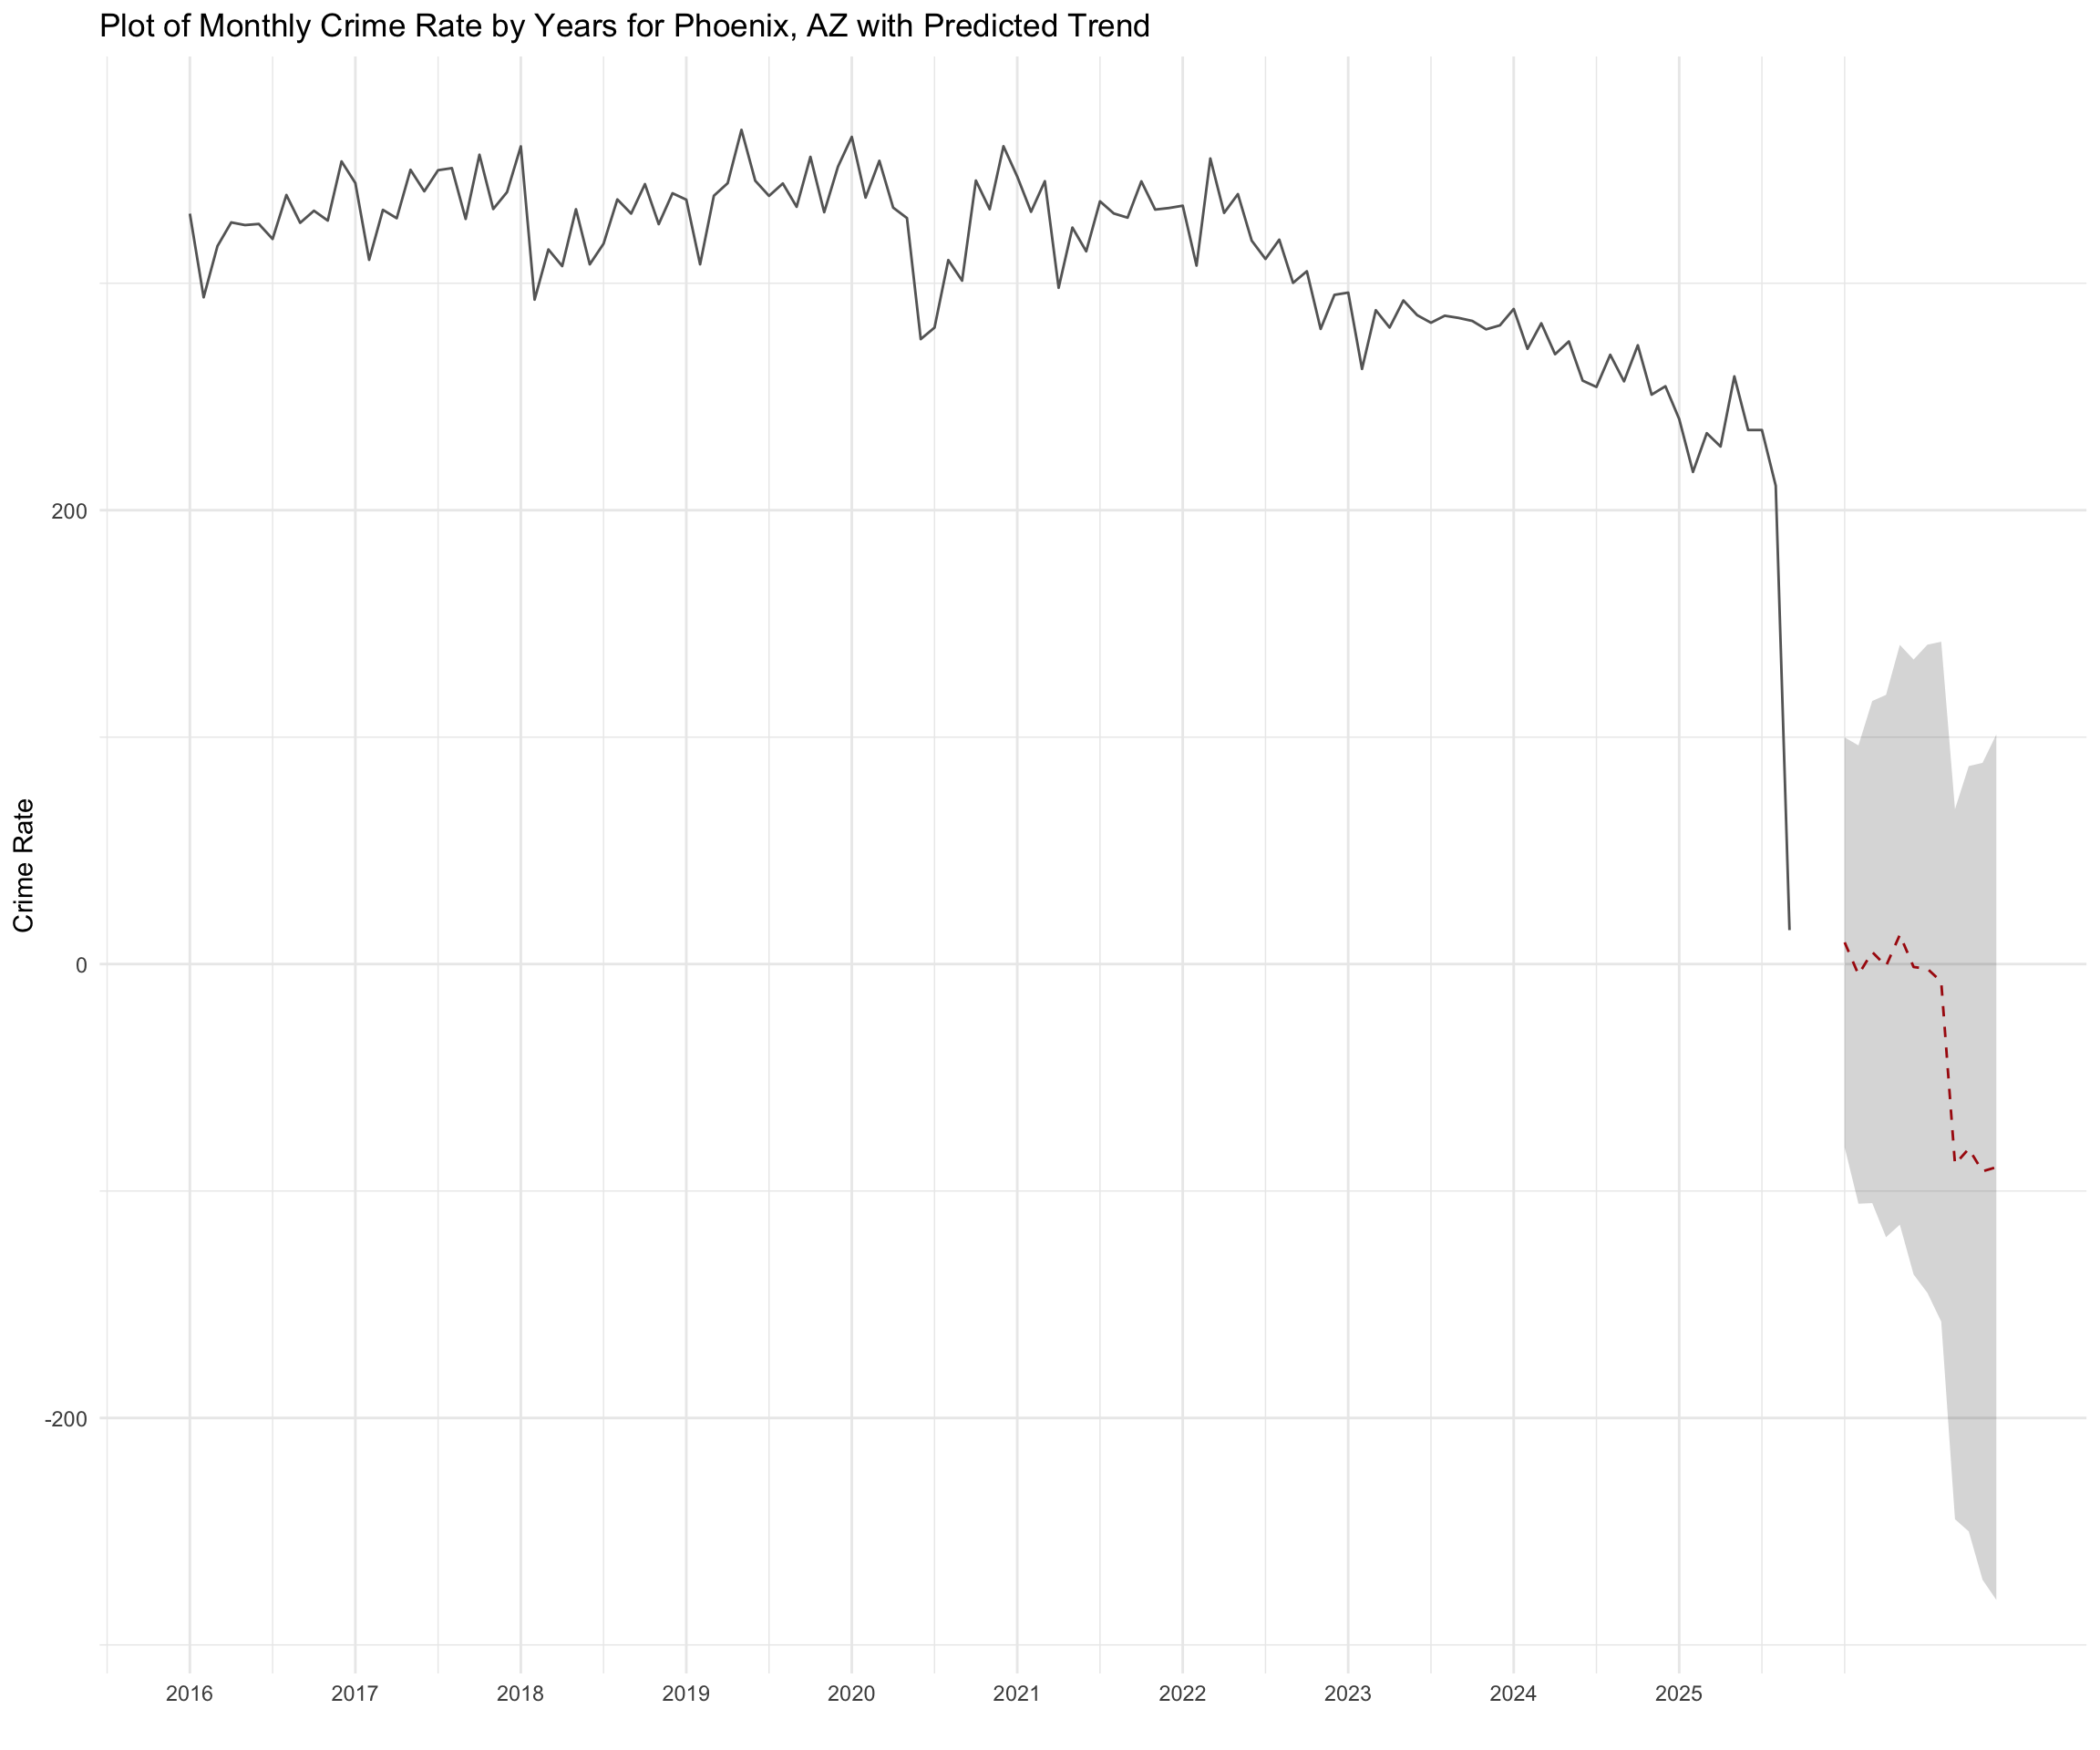 Plot of Monthly Crime Rate by Years for Phoenix, AZ with Predicted Trend
Crime Rate
200
0
-200
2016 2017 2018 2019 2020 2021 2022 2023 2024 2025